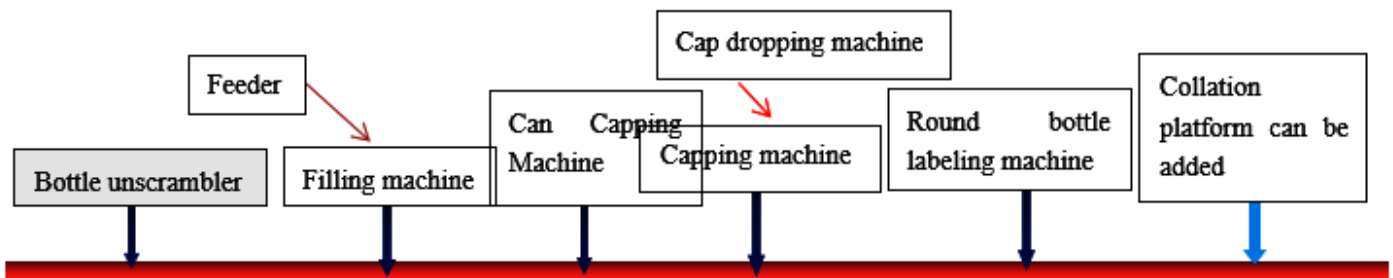 Bottle unscrambler
Feeder
Filling machine
Can Capping
Machine
Cap dropping machine
Capping machine
Round bottle
labeling machine
Collation
platform can be
added